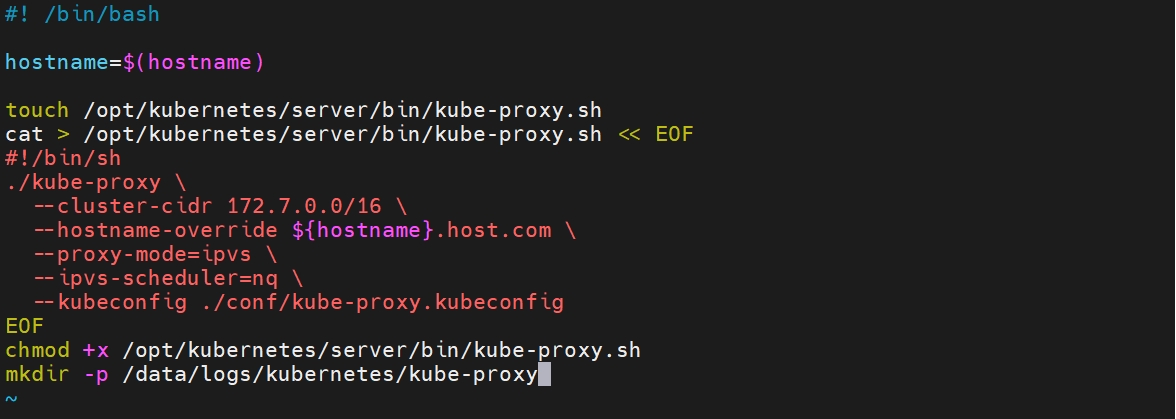 #! /bin/bash

hostname=$(hostname)

touch /opt/kubernetes/server/bin/kube-proxy.sh
cat > /opt/kubernetes/server/bin/kube-proxy.sh << EOF
#!/bin/sh
./kube-proxy \
  --cluster-cidr 172.7.0.0/16 \
  --hostname-override ${hostname}.host.com \
  --proxy-mode=ipvs \
  --ipvs-scheduler=nq \
  --kubeconfig ./conf/kube-proxy.kubeconfig
EOF
chmod +x /opt/kubernetes/server/bin/kube-proxy.sh
mkdir -p /data/logs/kubernetes/kube-proxy
~